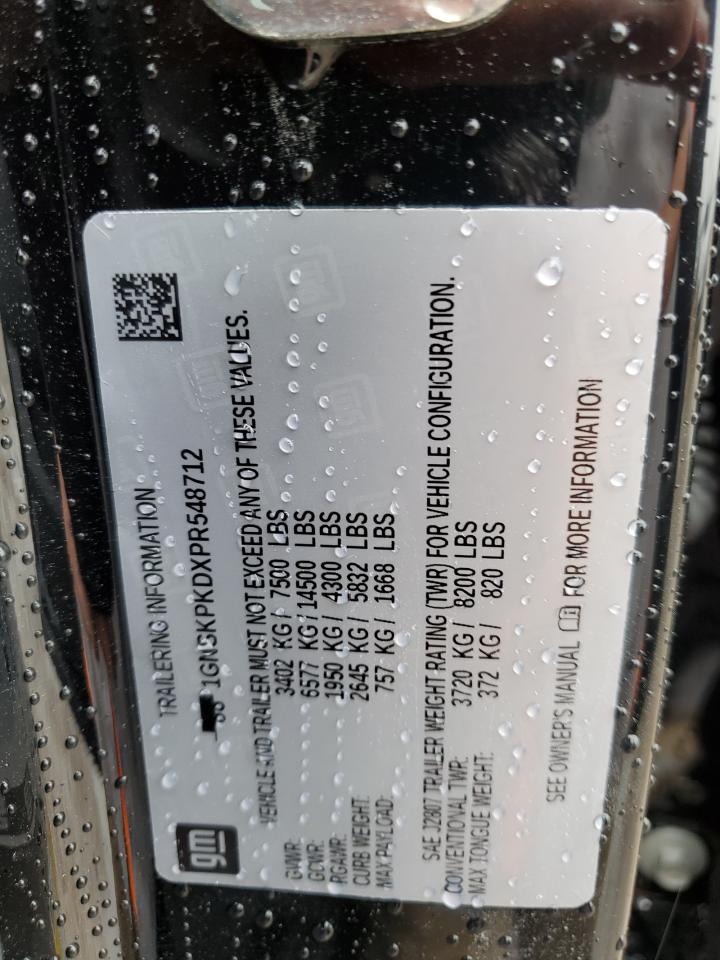 TRAILERING INFORMATION
gm
1GNSKPKDXPR548712
VEHICLE AND TRAILER MUST NOT EXCEED ANY OF THESE VALUES.
GVWR: 3402 KG/ 7500 LBS
GCWR: 6577 KG/ 14500 LBS
RGAWR: 1950 KG/ 4300 LBS
CURB WEIGHT: 2645 KG/ 5832 LBS
MAX PAYLOAD: 757 KG/ 1668 LBS
SAE J2807 TRAILER WEIGHT RATING (TWR) FOR VEHICLE CONFIGURATION.
CONVENTIONAL TWR: 3720 KG/ 8200 LBS
MAX TONGUE WEIGHT: 372 KG/ 820 LBS
SEE OWNER'S MANUAL FOR MORE INFORMATION